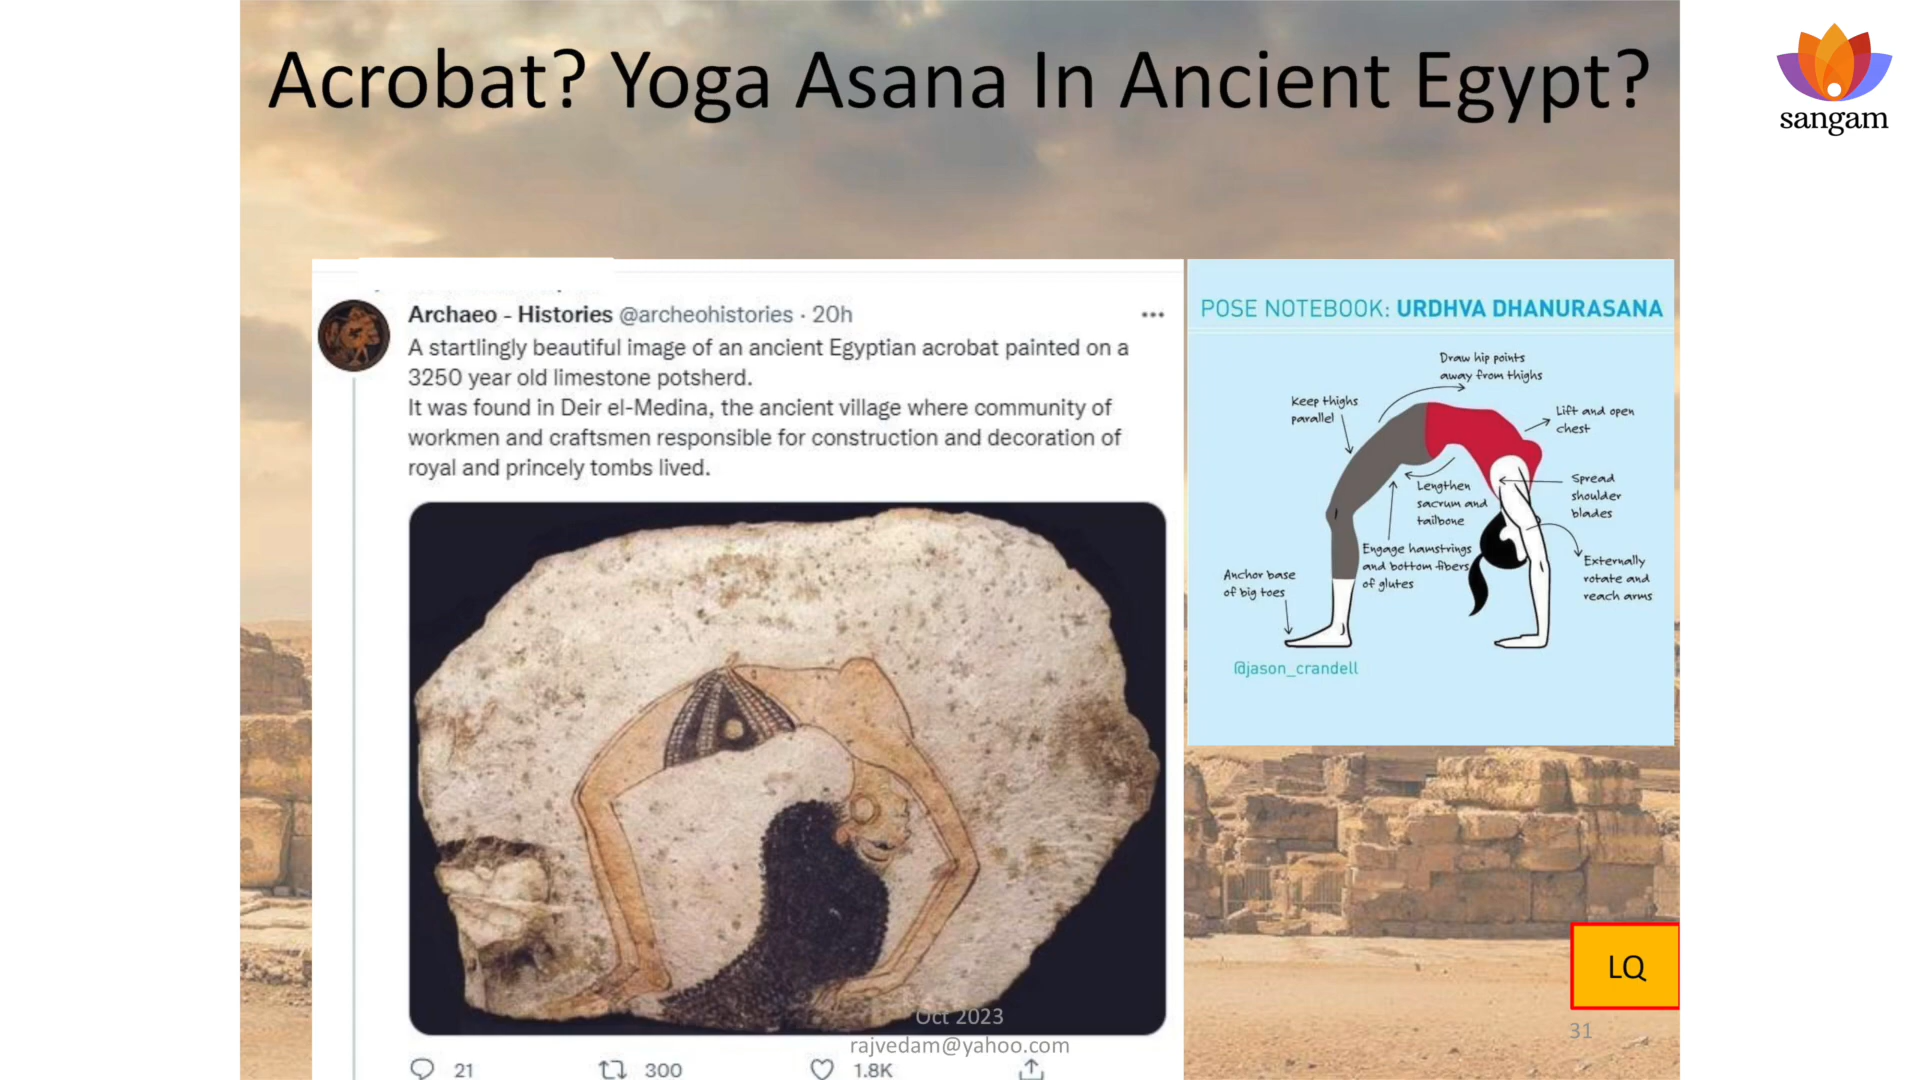 Acrobat? Yoga Asana In Ancient Egypt?
sangam
Archaeo - Histories @archeohistories · 20h
A startlingly beautiful image of an ancient Egyptian acrobat painted on a
3250 year old limestone potsherd.
It was found in Deir el-Medina, the ancient village where community of
workmen and craftsmen responsible for construction and decoration of
royal and princely tombs lived.
21
300
1.8K
POSE NOTEBOOK: URDHVA DHANURASANA
Draw hip points
away from thighs
Keep thighs
parallel
Lift and open
chest
Lengthen
sacrum and
tailbone
Spread
shoulder
blades
Engage hamstrings
and bottom fibers
of glutes
Anchor base
of big toes
Externally
rotate and
reach arms
@jason_crandell
LQ
Oct 2023
rajvedam@yahoo.com
31